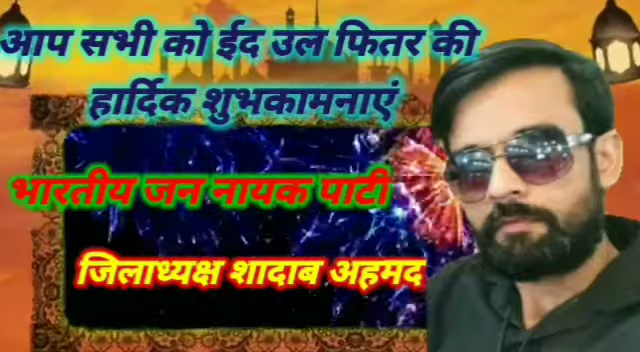 आप सभी को ईद उल फितर की
हार्दिक शुभकामनाएं
भारतीय जन नायक पाटी
जिलाध्यक्ष शादाब अहमद